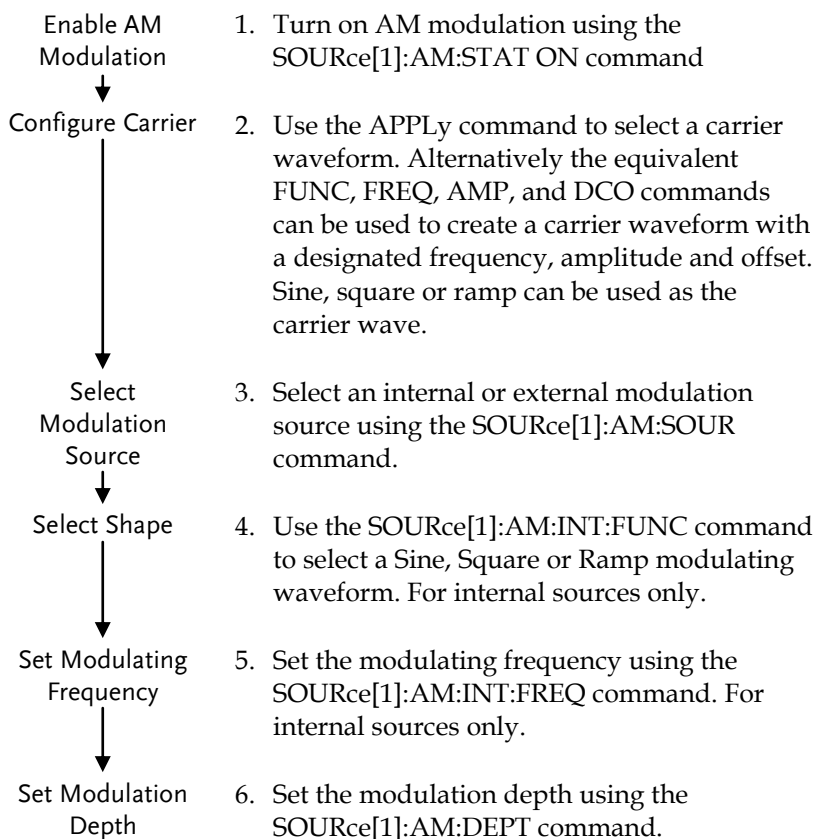 Enable AM
Modulation
1. Turn on AM modulation using the
SOURce[1]:AM:STAT ON command
Configure Carrier
2. Use the APPLy command to select a carrier
waveform. Alternatively the equivalent
FUNC, FREQ, AMP, and DCO commands
can be used to create a carrier waveform with
a designated frequency, amplitude and offset.
Sine, square or ramp can be used as the
carrier wave.
Select
Modulation
Source
3. Select an internal or external modulation
source using the SOURce[1]:AM:SOUR
command.
Select Shape
4. Use the SOURce[1]:AM:INT:FUNC command
to select a Sine, Square or Ramp modulating
waveform. For internal sources only.
Set Modulating
Frequency
5. Set the modulating frequency using the
SOURce[1]:AM:INT:FREQ command. For
internal sources only.
Set Modulation
Depth
6. Set the modulation depth using the
SOURce[1]:AM:DEPT command.